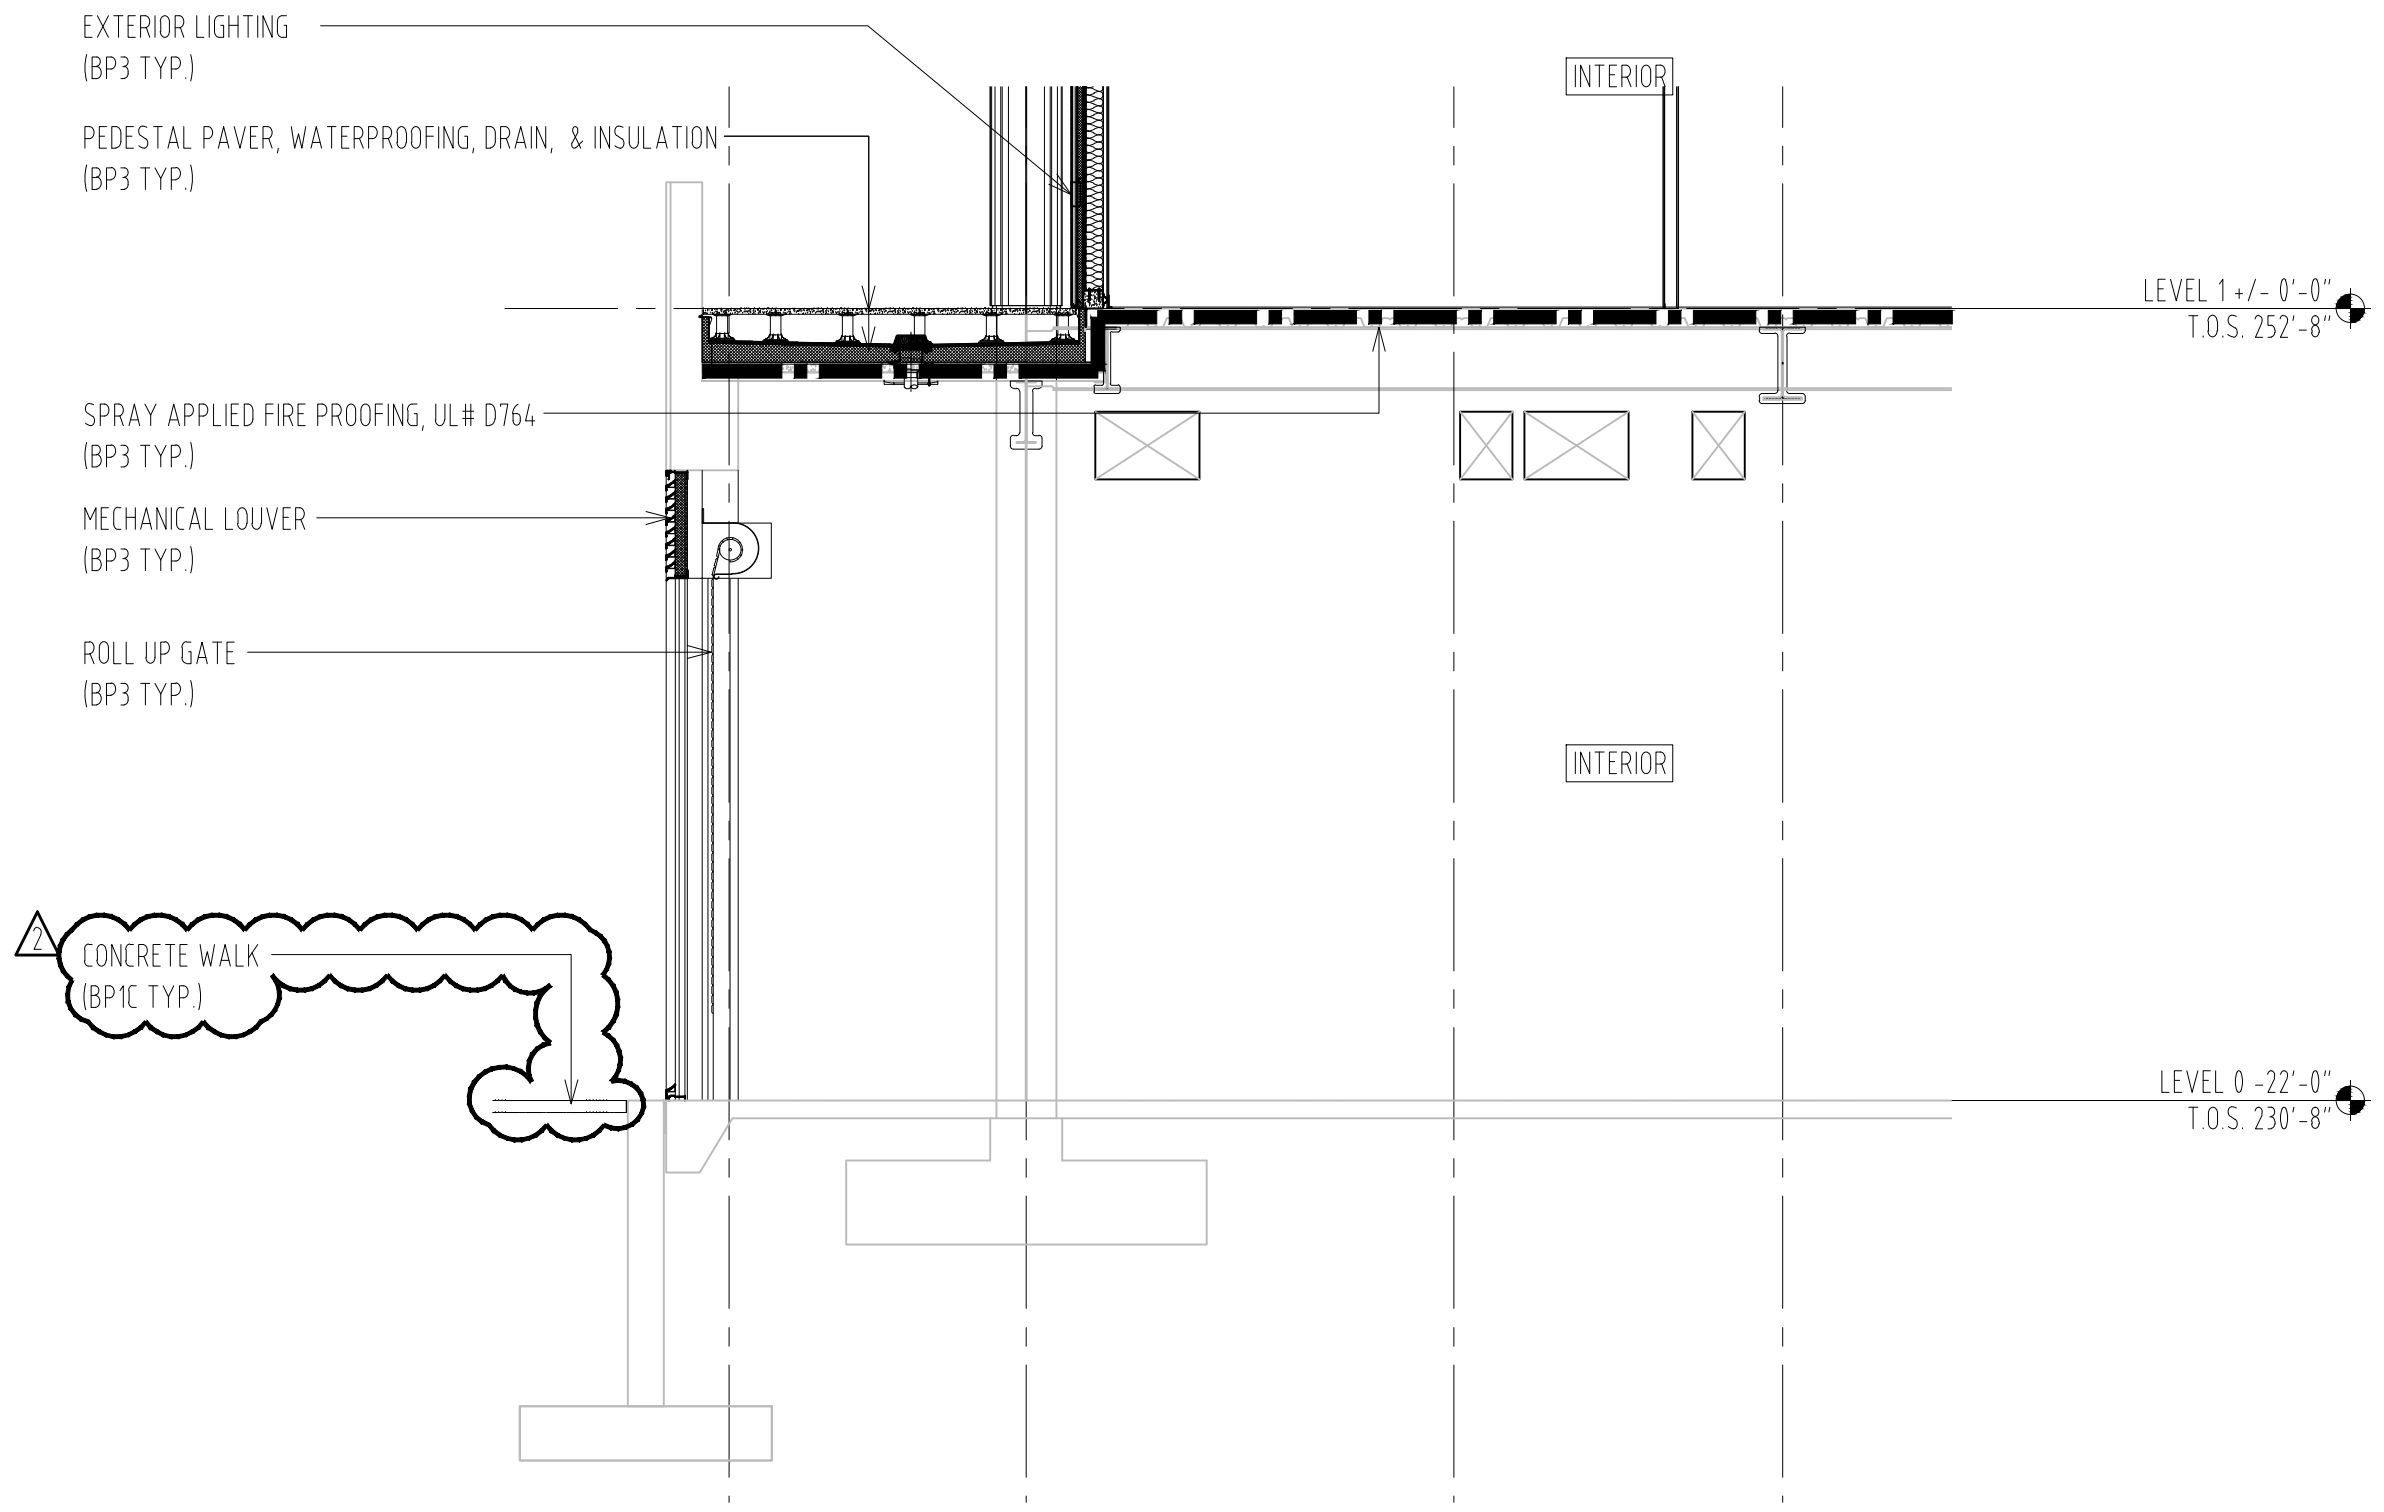 EXTERIOR LIGHTING
(BP3 TYP.)
INTERIOR
PEDESTAL PAVER, WATERPROOFING, DRAIN, & INSULATION
(BP3 TYP.)
LEVEL 1 +/- 0'-0"
T.O.S. 252'-8"
SPRAY APPLIED FIRE PROOFING, UL# D764
(BP3 TYP.)
MECHANICAL LOUVER
(BP3 TYP.)
ROLL UP GATE
(BP3 TYP.)
INTERIOR
2
CONCRETE WALK
(BP1C TYP.)
LEVEL 0 -22'-0"
T.O.S. 230'-8"